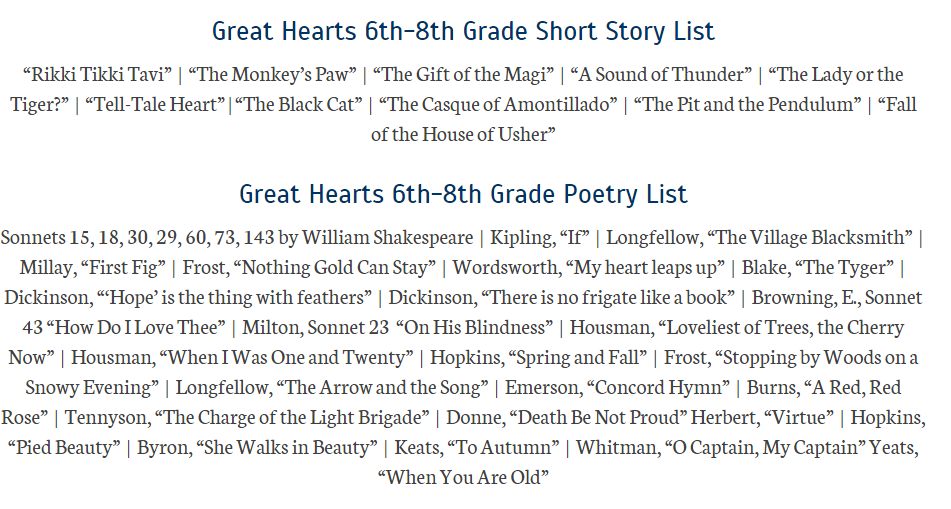 Great Hearts 6th-8th Grade Short Story List
“Rikki Tikki Tavi” | “The Monkey’s Paw” | “The Gift of the Magi” | “A Sound of Thunder” | “The Lady or the
Tiger?” | “Tell-Tale Heart”|“The Black Cat” | “The Casque of Amontillado” | “The Pit and the Pendulum” | “Fall
of the House of Usher”
Great Hearts 6th-8th Grade Poetry List
Sonnets 15, 18, 30, 29, 60, 73, 143 by William Shakespeare | Kipling, “If” | Longfellow, “The Village Blacksmith” |
Millay, “First Fig” | Frost, “Nothing Gold Can Stay” | Wordsworth, “My heart leaps up” | Blake, “The Tyger” |
Dickinson, “‘Hope’ is the thing with feathers” | Dickinson, “There is no frigate like a book” | Browning, E., Sonnet
43 “How Do I Love Thee” | Milton, Sonnet 23 “On His Blindness” | Housman, “Loveliest of Trees, the Cherry
Now” | Housman, “When I Was One and Twenty” | Hopkins, “Spring and Fall” | Frost, “Stopping by Woods on a
Snowy Evening” | Longfellow, “The Arrow and the Song” | Emerson, “Concord Hymn” | Burns, “A Red, Red
Rose” | Tennyson, “The Charge of the Light Brigade” | Donne, “Death Be Not Proud” Herbert, “Virtue” | Hopkins,
“Pied Beauty” | Byron, “She Walks in Beauty” | Keats, “To Autumn” | Whitman, “O Captain, My Captain” Yeats,
“When You Are Old”